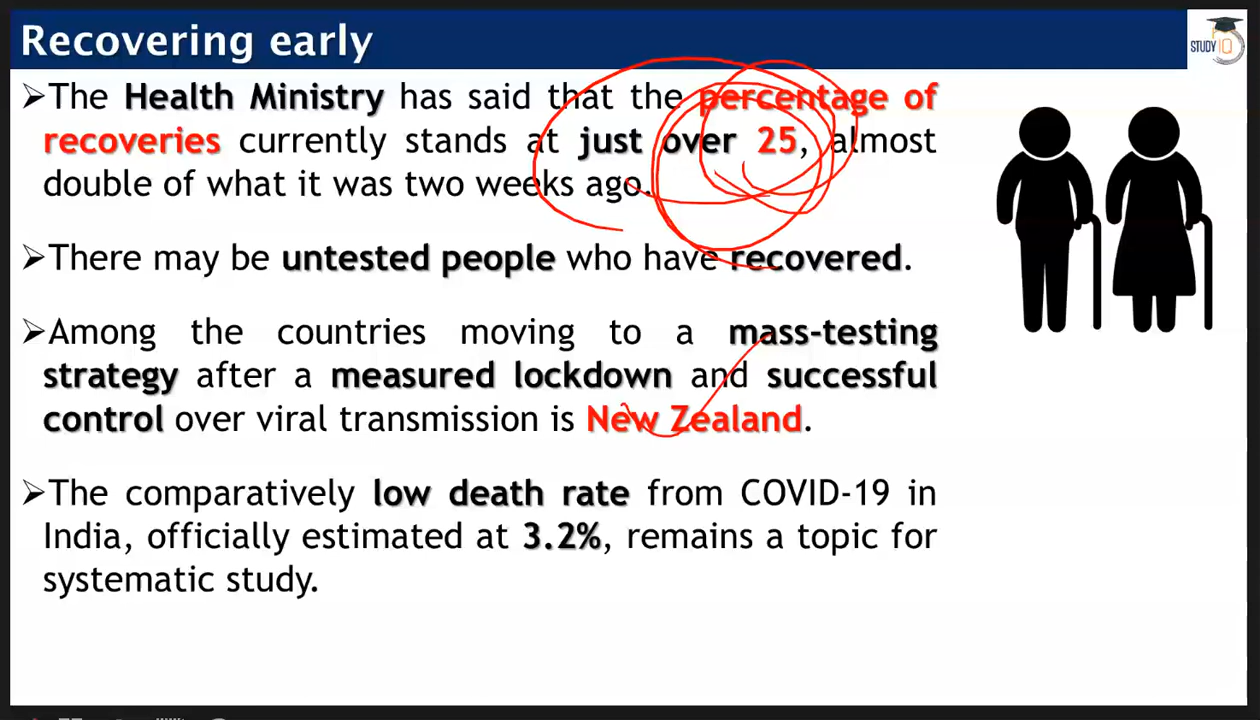 Recovering early
STUDY IQ
➢The Health Ministry has said that the percentage of
recoveries currently stands at just over 25, almost
double of what it was two weeks ago.
➢There may be untested people who have recovered.
➢Among the countries moving to a mass-testing
strategy after a measured lockdown and successful
control over viral transmission is New Zealand.
➢The comparatively low death rate from COVID-19 in
India, officially estimated at 3.2%, remains a topic for
systematic study.